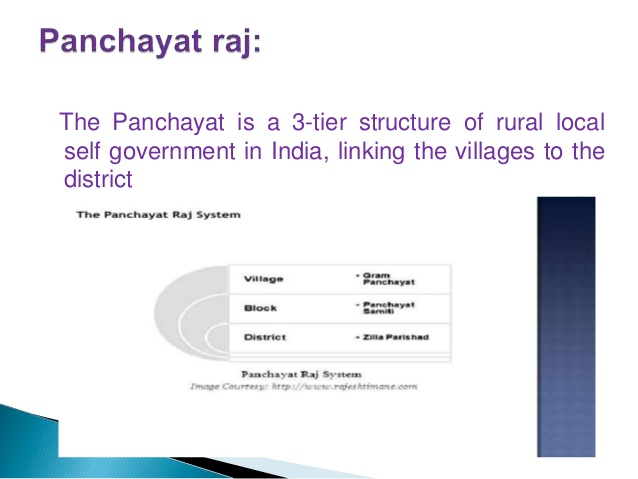 Panchayat raj:
The Panchayat is a 3-tier structure of rural local
self government in India, linking the villages to the
district
The Panchayat Raj System
Village - Gram
Panchayat
Block - Panchayat
Samiti
District - Zilla Parishad
Panchayat Raj System
Image Courtesy: http://www.rajeshtimane.com